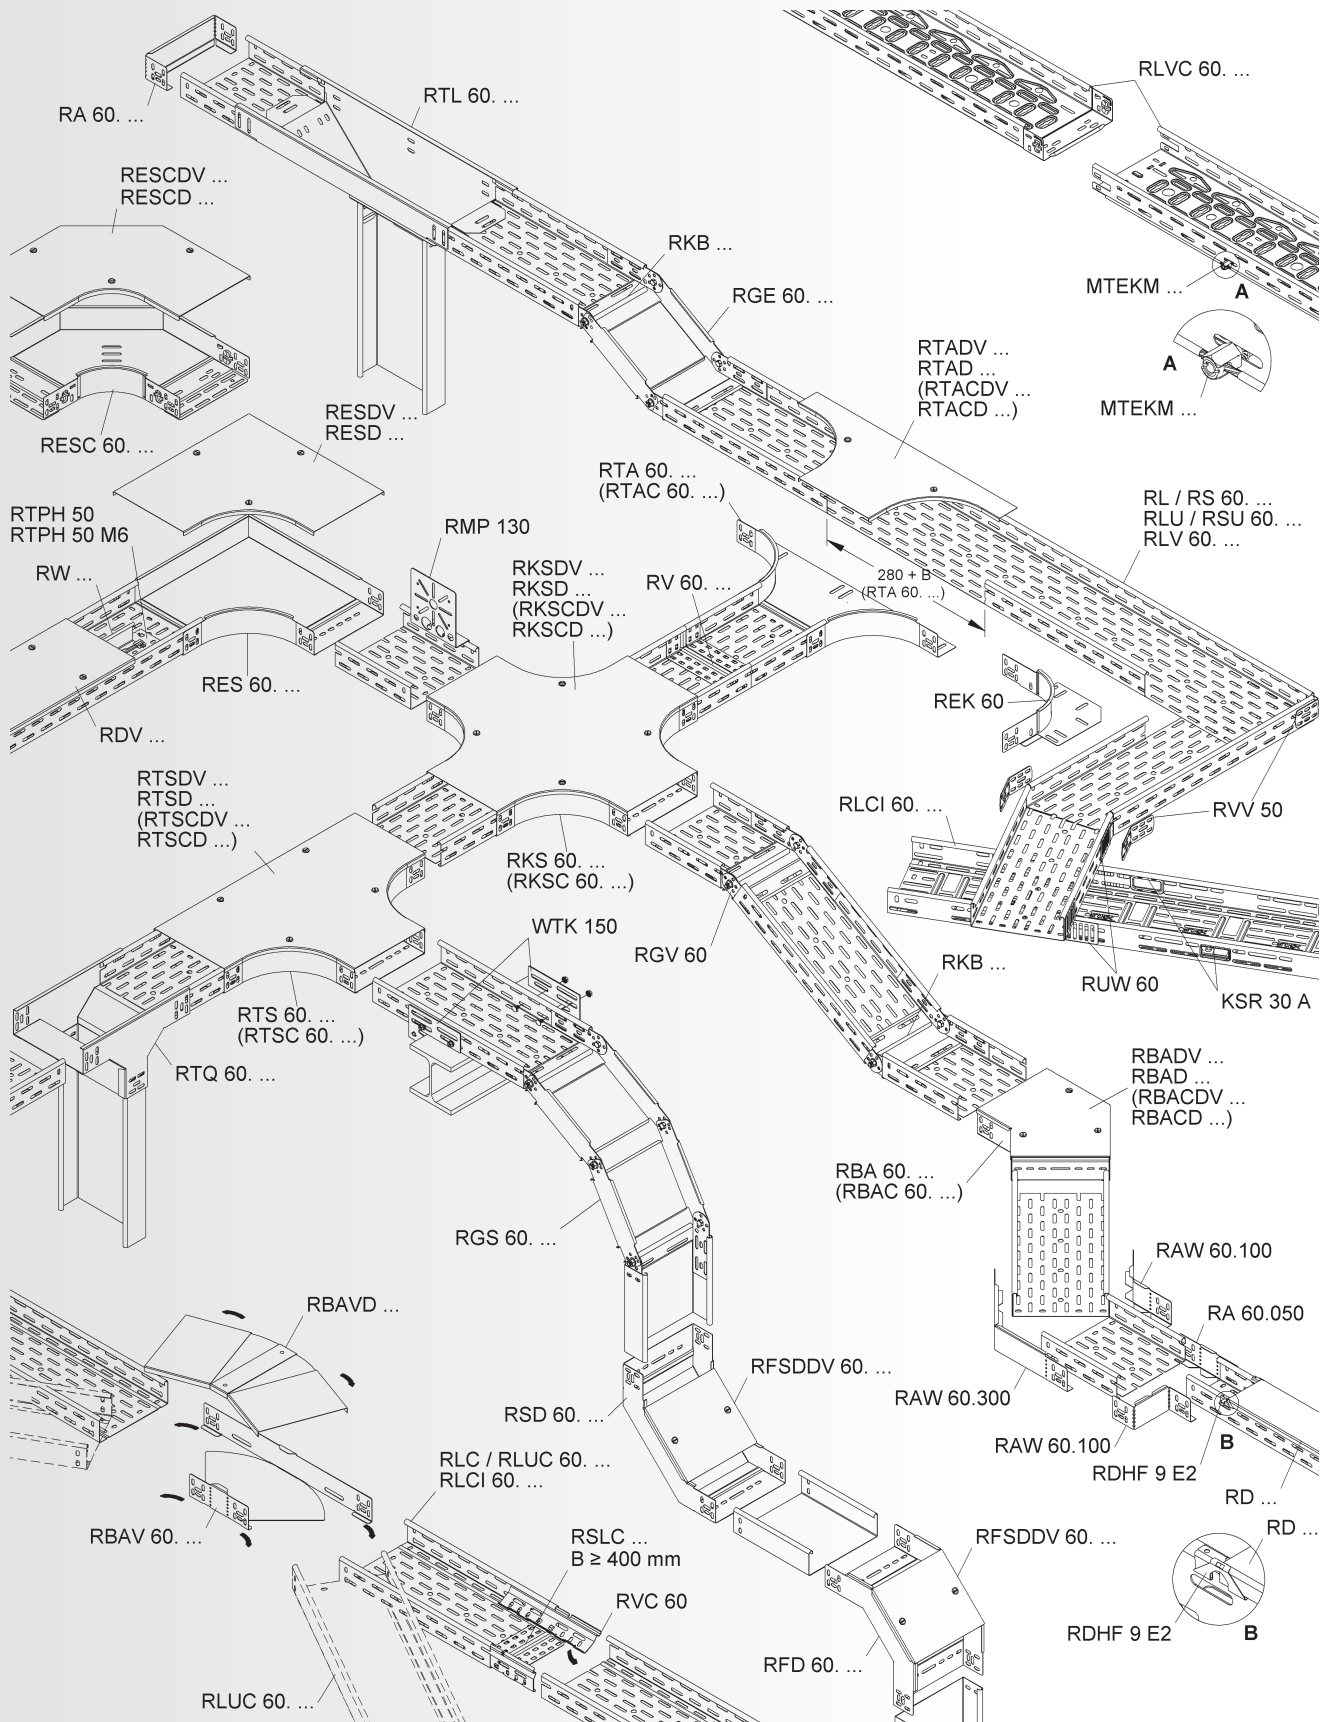 RLVC 60. ...
RTL 60. ...
RA 60. ...
RESCDV ...
RESCD ...
RKB ...
RGE 60. ...
MTEKM ...
A
A
MTEKM ...
RTADV ...
RTAD ...
(RTACDV ...
RTACD ...)
RESC 60. ...
RESDV ...
RESD ...
RTA 60. ...
(RTAC 60. ...)
RL / RS 60. ...
RLU / RSU 60. ...
RLV 60. ...
RTPH 50
RTPH 50 M6
RMP 130
RW ...
RKSDV ...
RKSD ...
(RKSCDV ...
RKSCD ...)
RV 60. ...
280 + B
(RTA 60. ...)
RES 60. ...
REK 60
RDV ...
RTSDV ...
RTSD ...
(RTSCDV ...
RTSCD ...)
RLCI 60. ...
RVV 50
RKS 60. ...
(RKSC 60. ...)
WTK 150
RGV 60
RKB ...
RUW 60
KSR 30 A
RTS 60. ...
(RTSC 60. ...)
RTQ 60. ...
RBADV ...
RBAD ...
(RBACDV ...
RBACD ...)
RBA 60. ...
(RBAC 60. ...)
RGS 60. ...
RAW 60.100
RBAVD ...
RA 60.050
RFSDDV 60. ...
RAW 60.300
RSD 60. ...
RAW 60.100
B
RDHF 9 E2
RLC / RLUC 60. ...
RLCI 60. ...
RD ...
RBAV 60. ...
RSLC ...
B ≥ 400 mm
RFSDDV 60. ...
RD ...
RVC 60
RDHF 9 E2
B
RFD 60. ...
RLUC 60. ...